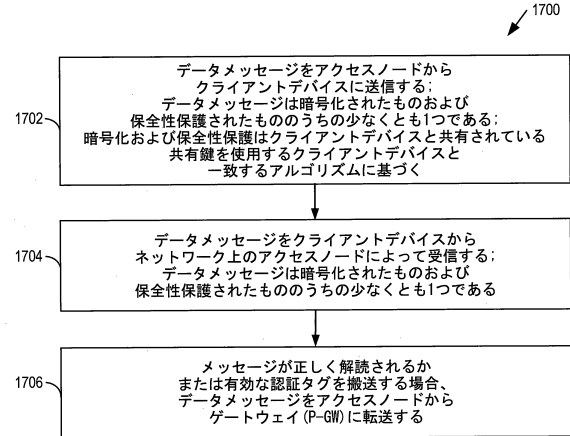 1700
1702
データメッセージをアクセスノードから
クライアントデバイスに送信する;
データメッセージは暗号化されたものおよび
保全性保護されたもののうちの少なくとも1つである;
暗号化および保全性保護はクライアントデバイスと共有されている
共有鍵を使用するクライアントデバイスと
一致するアルゴリズムに基づく
1704
データメッセージをクライアントデバイスから
ネットワーク上のアクセスノードによって受信する;
データメッセージは暗号化されたものおよび
保全性保護されたもののうちの少なくとも1つである
1706
メッセージが正しく解読されるか
または有効な認証タグを搬送する場合、
データメッセージをアクセスノードから
ゲートウェイ(P-GW)に転送する